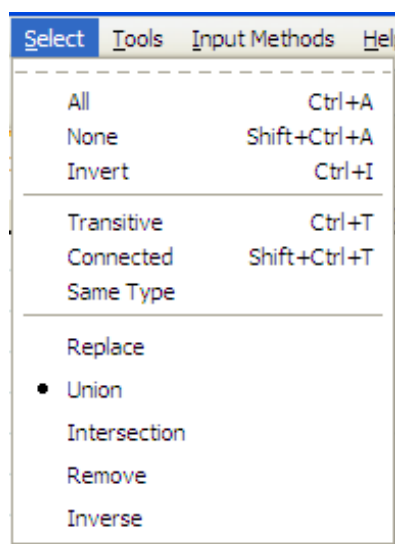 Select Tools Input Methods Hel
All Ctrl+A
None Shift+Ctrl+A
Invert Ctrl+I
Transitive Ctrl+T
Connected Shift+Ctrl+T
Same Type
Replace
Union
Intersection
Remove
Inverse